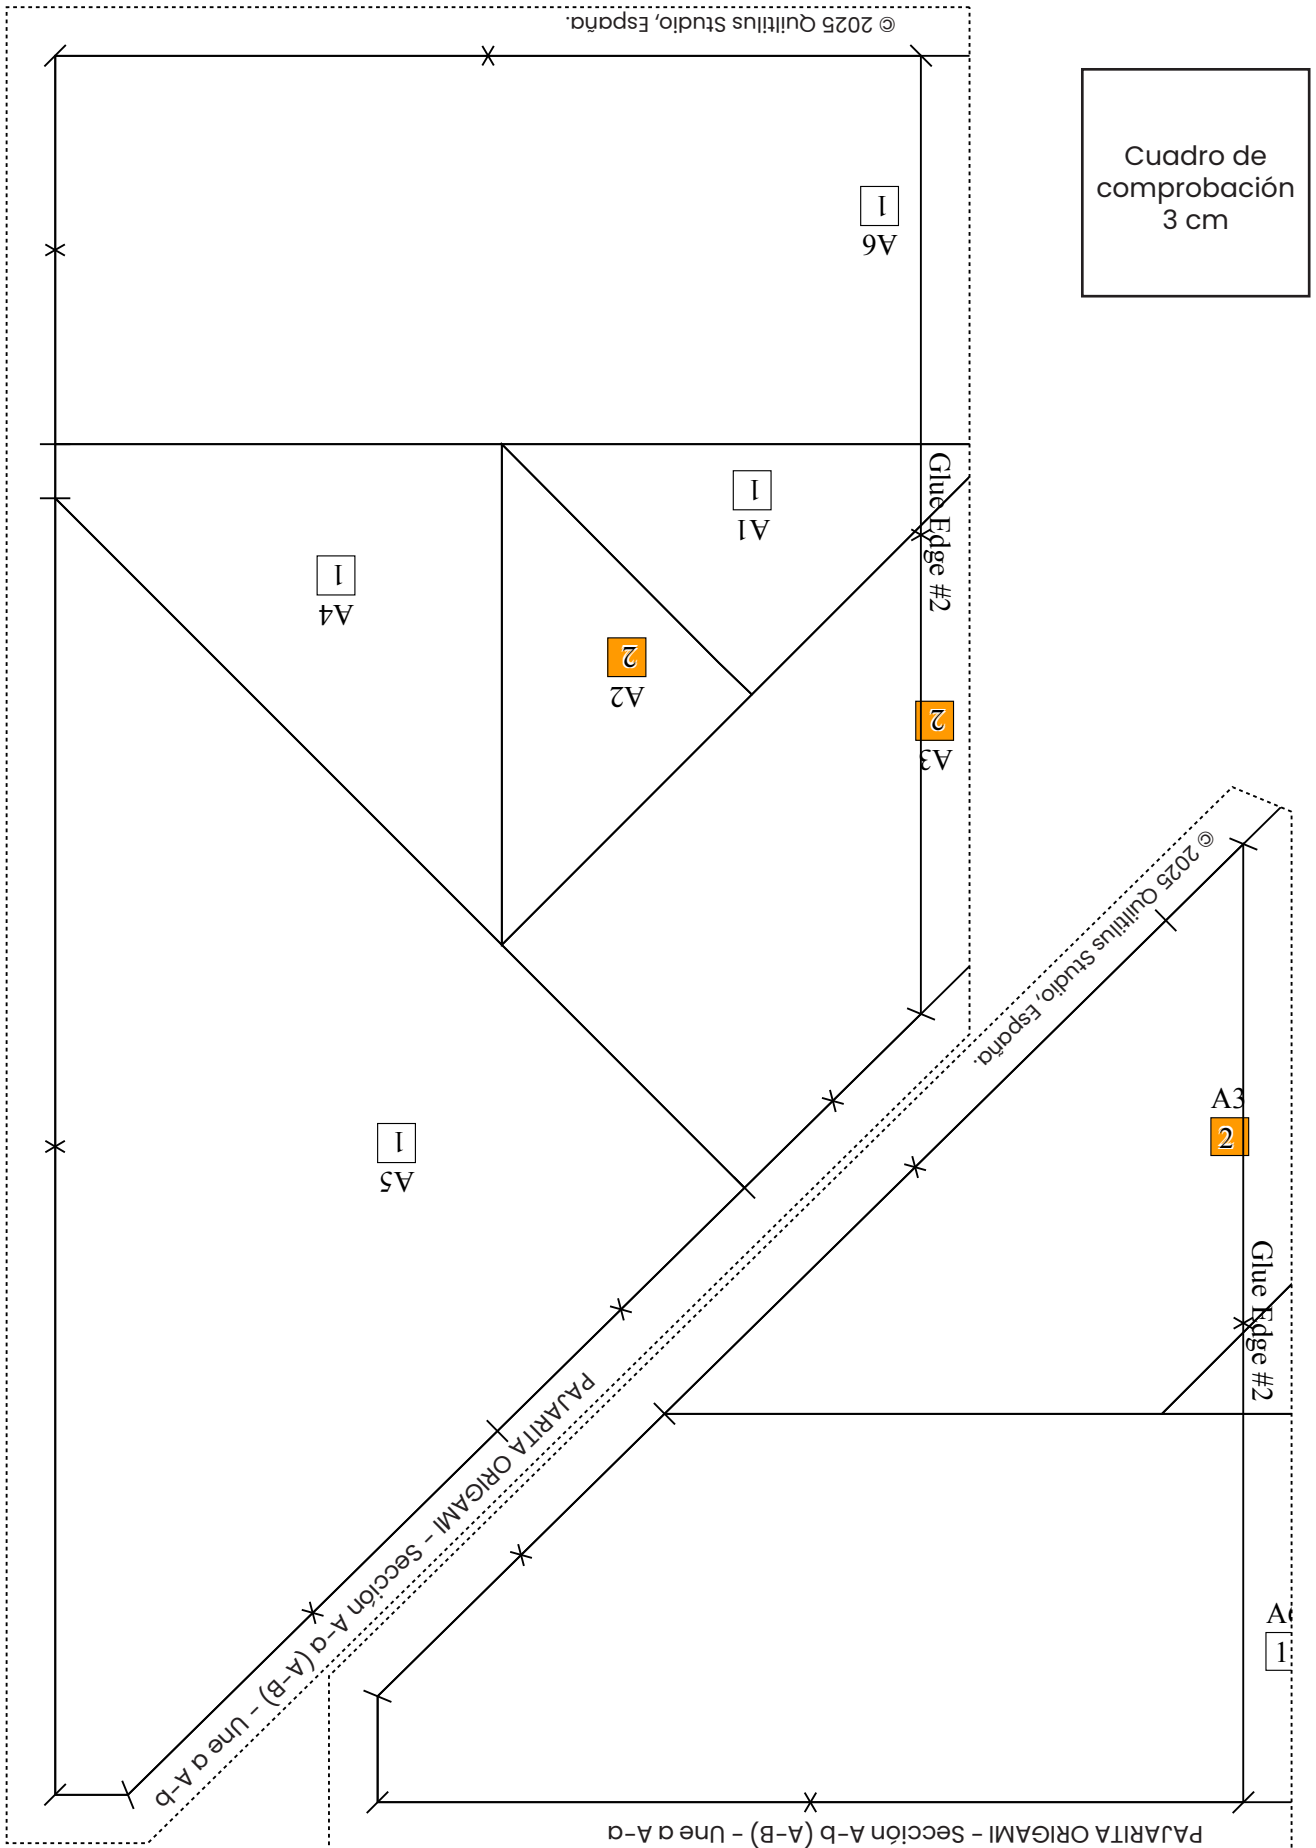 © 2025 Quiltilus Studio, España.
Cuadro de
comprobación
3 cm
A6
1
Glue Edge #2
A1
1
A4
1
A2
2
A3
2
A5
1
PAJARITA ORIGAMI - Sección A-a (A-B) - Une a A-b
© 2025 Quiltilus Studio, España.
A3
2
Glue Edge #2
1
PAJARITA ORIGAMI - Sección A-b (A-B) - Une a A-a